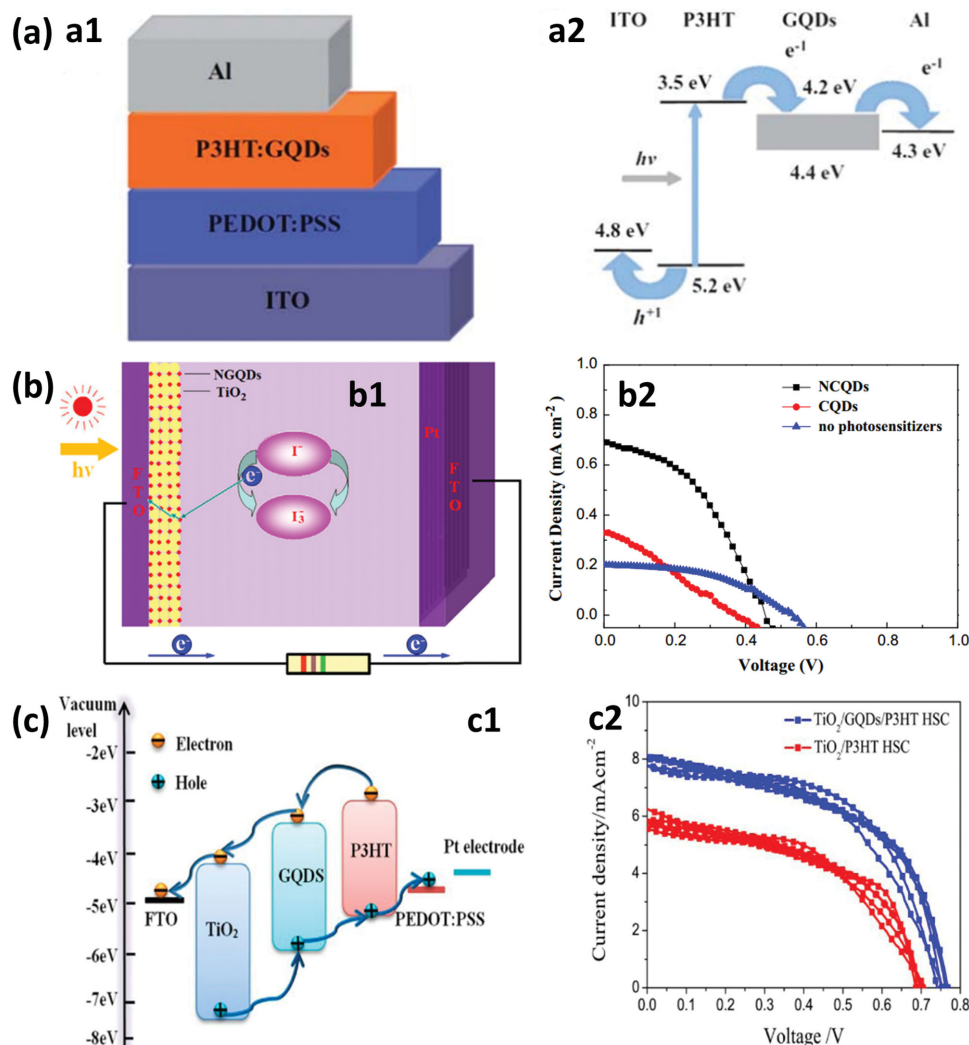 (a) a1
Al
P3HT:GQDs
PEDOT:PSS
ITO
a2
ITO P3HT GQDs Al
e⁻¹
e⁻¹
3.5 eV
4.2 eV
4.3 eV
4.4 eV
hν
4.8 eV
5.2 eV
h⁺¹
(b)
b1
NGQDs
TiO₂
hν
FTO
I⁻
e⁻
I₃⁻
Pt
FTO
e⁻
e⁻
b2
Current Density (mA cm⁻²)
1.0
0.8
0.6
0.4
0.2
0.0
NCQDs
CQDs
no photosensitizers
0.0 0.2 0.4 0.6 0.8 1.0
Voltage (V)
(c)
c1
Vacuum
level
Electron
Hole
-2eV
-3eV
-4eV
-5eV
-6eV
-7eV
-8eV
FTO
TiO₂
GQDS
P3HT
Pt electrode
PEDOT:PSS
c2
Current density/mAcm⁻²
10
8
6
4
2
0
TiO₂/GQDs/P3HT HSC
TiO₂/P3HT HSC
0.0 0.1 0.2 0.3 0.4 0.5 0.6 0.7 0.8
Voltage /V